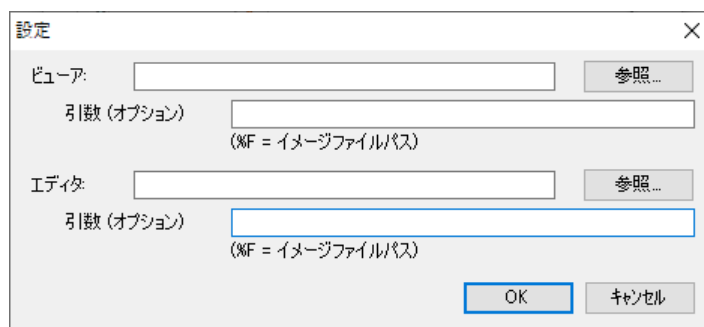 設定
ビューア: 参照...
引数 (オプション)
(%F = イメージファイルパス)
エディタ: 参照...
引数 (オプション)
(%F = イメージファイルパス)
OK キャンセル